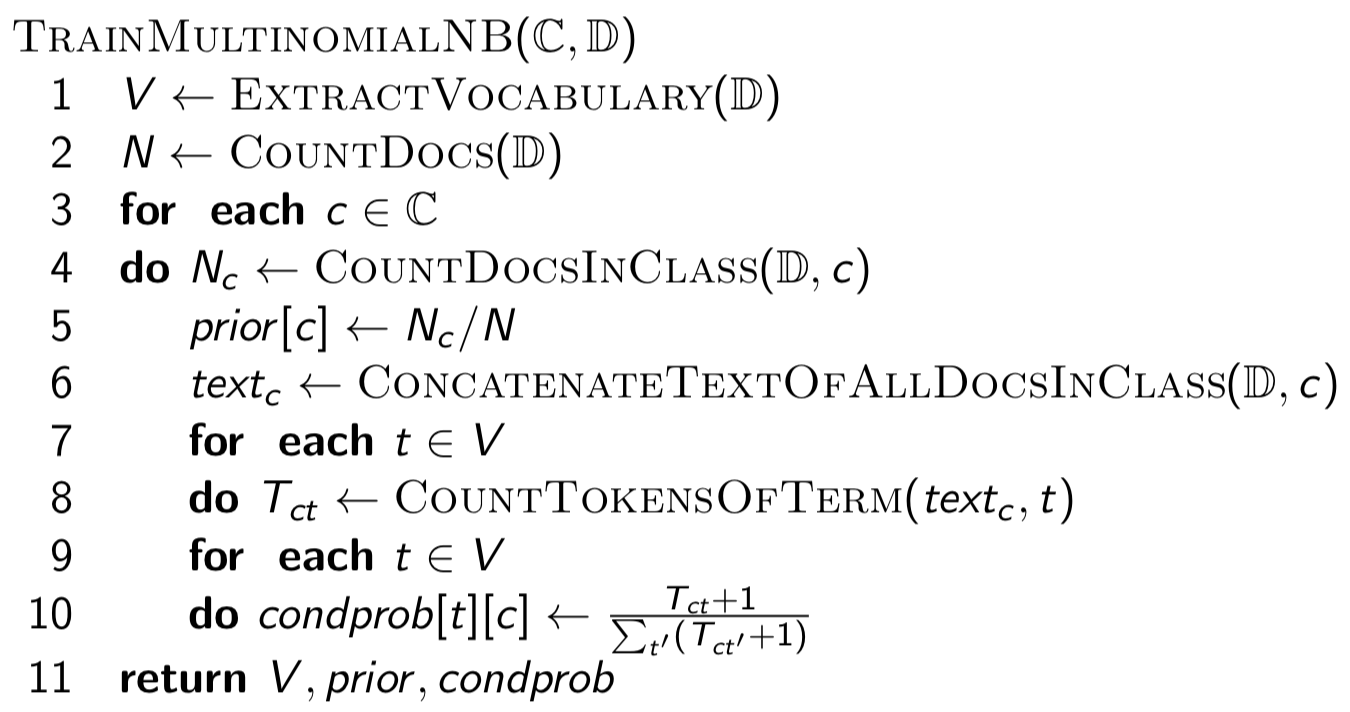 TRAINMULTINOMIALNB(ℂ, 𝔻)
1 V ← EXTRACTVOCABULARY(𝔻)
2 N ← COUNTDOCS(𝔻)
3 for each c ∈ ℂ
4 do N_c ← COUNTDOCSINCLASS(𝔻, c)
5 prior[c] ← N_c/N
6 text_c ← CONCATENATETEXTOFALLDOCSINCLASS(𝔻, c)
7 for each t ∈ V
8 do T_ct ← COUNTTOKENSOFTERM(text_c, t)
9 for each t ∈ V
10 do condprob[t][c] ← (T_ct+1)/(∑_t′(T_ct′+1))
11 return V, prior, condprob